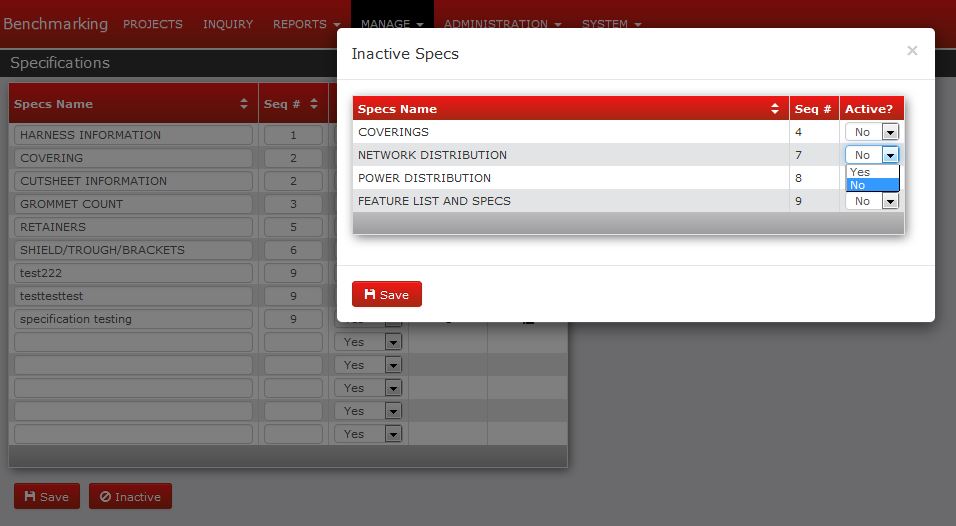 Benchmarking PROJECTS INQUIRY REPORTS MANAGE ADMINISTRATION SYSTEM
Specifications
Specs Name Seq #
HARNESS INFORMATION 1
COVERING 2
CUTSHEET INFORMATION 2
GROMMET COUNT 3
RETAINERS 5
SHIELD/TROUGH/BRACKETS 6
test222 9
testtesttest 9
specification testing 9 Yes
Yes
Yes
Yes
Yes
Yes
Save Inactive
Inactive Specs ×
Specs Name Seq # Active?
COVERINGS 4 No
NETWORK DISTRIBUTION 7 No
Yes
No
POWER DISTRIBUTION 8
FEATURE LIST AND SPECS 9 No
Save